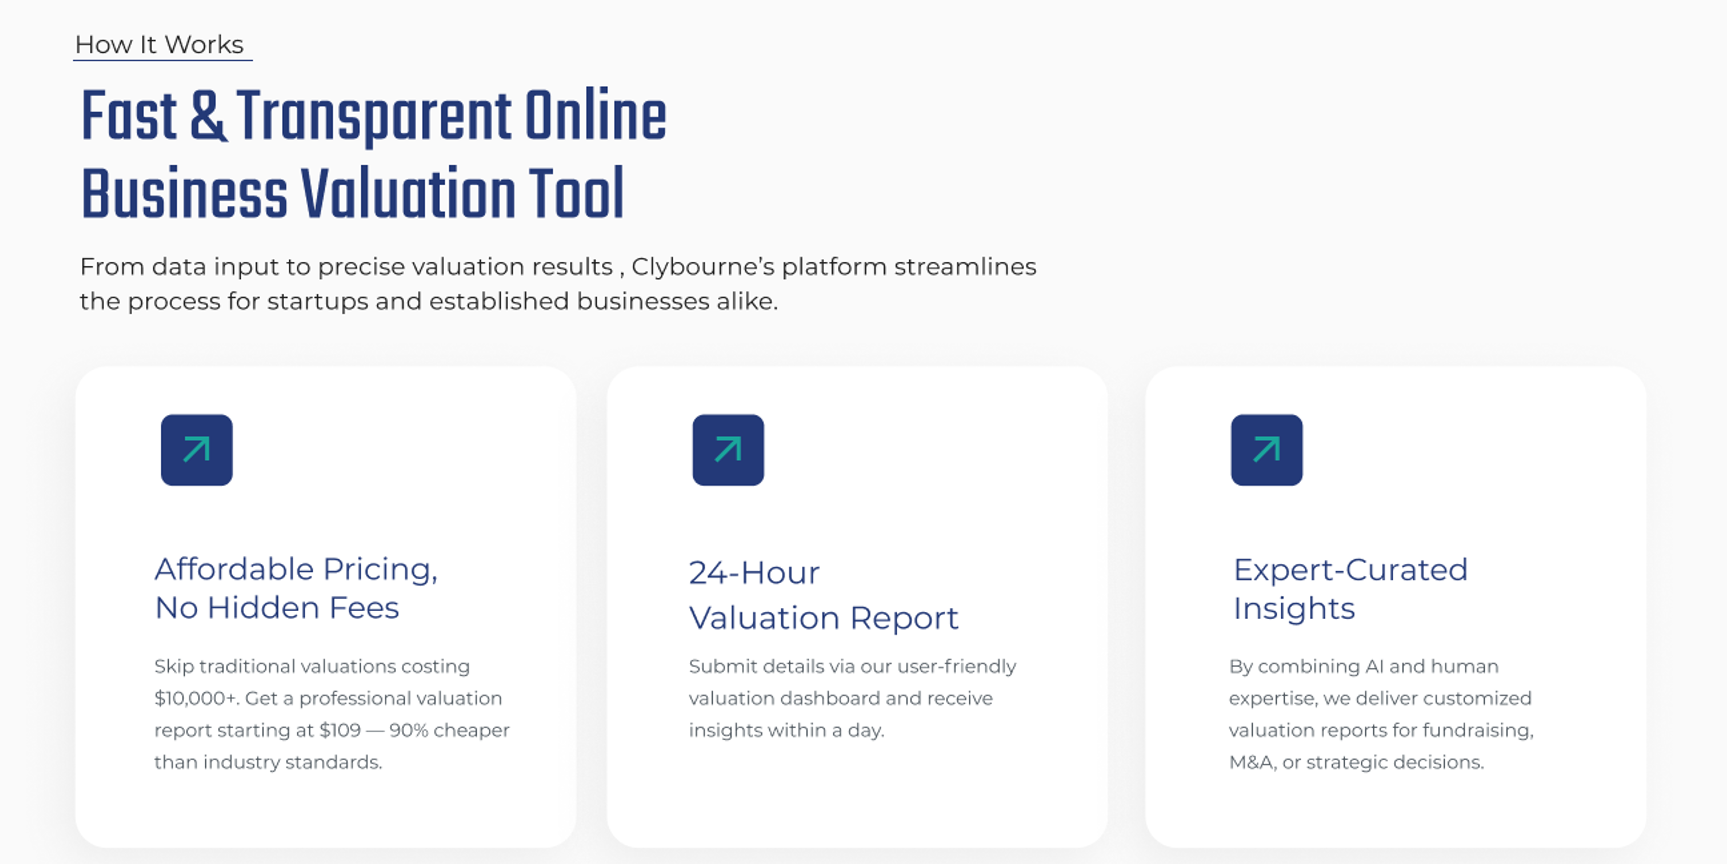 How It Works
Fast & Transparent Online
Business Valuation Tool
From data input to precise valuation results , Clybourne’s platform streamlines
the process for startups and established businesses alike.
Affordable Pricing,
No Hidden Fees
Skip traditional valuations costing
$10,000+. Get a professional valuation
report starting at $109 — 90% cheaper
than industry standards.
24-Hour
Valuation Report
Submit details via our user-friendly
valuation dashboard and receive
insights within a day.
Expert-Curated
Insights
By combining AI and human
expertise, we deliver customized
valuation reports for fundraising,
M&A, or strategic decisions.